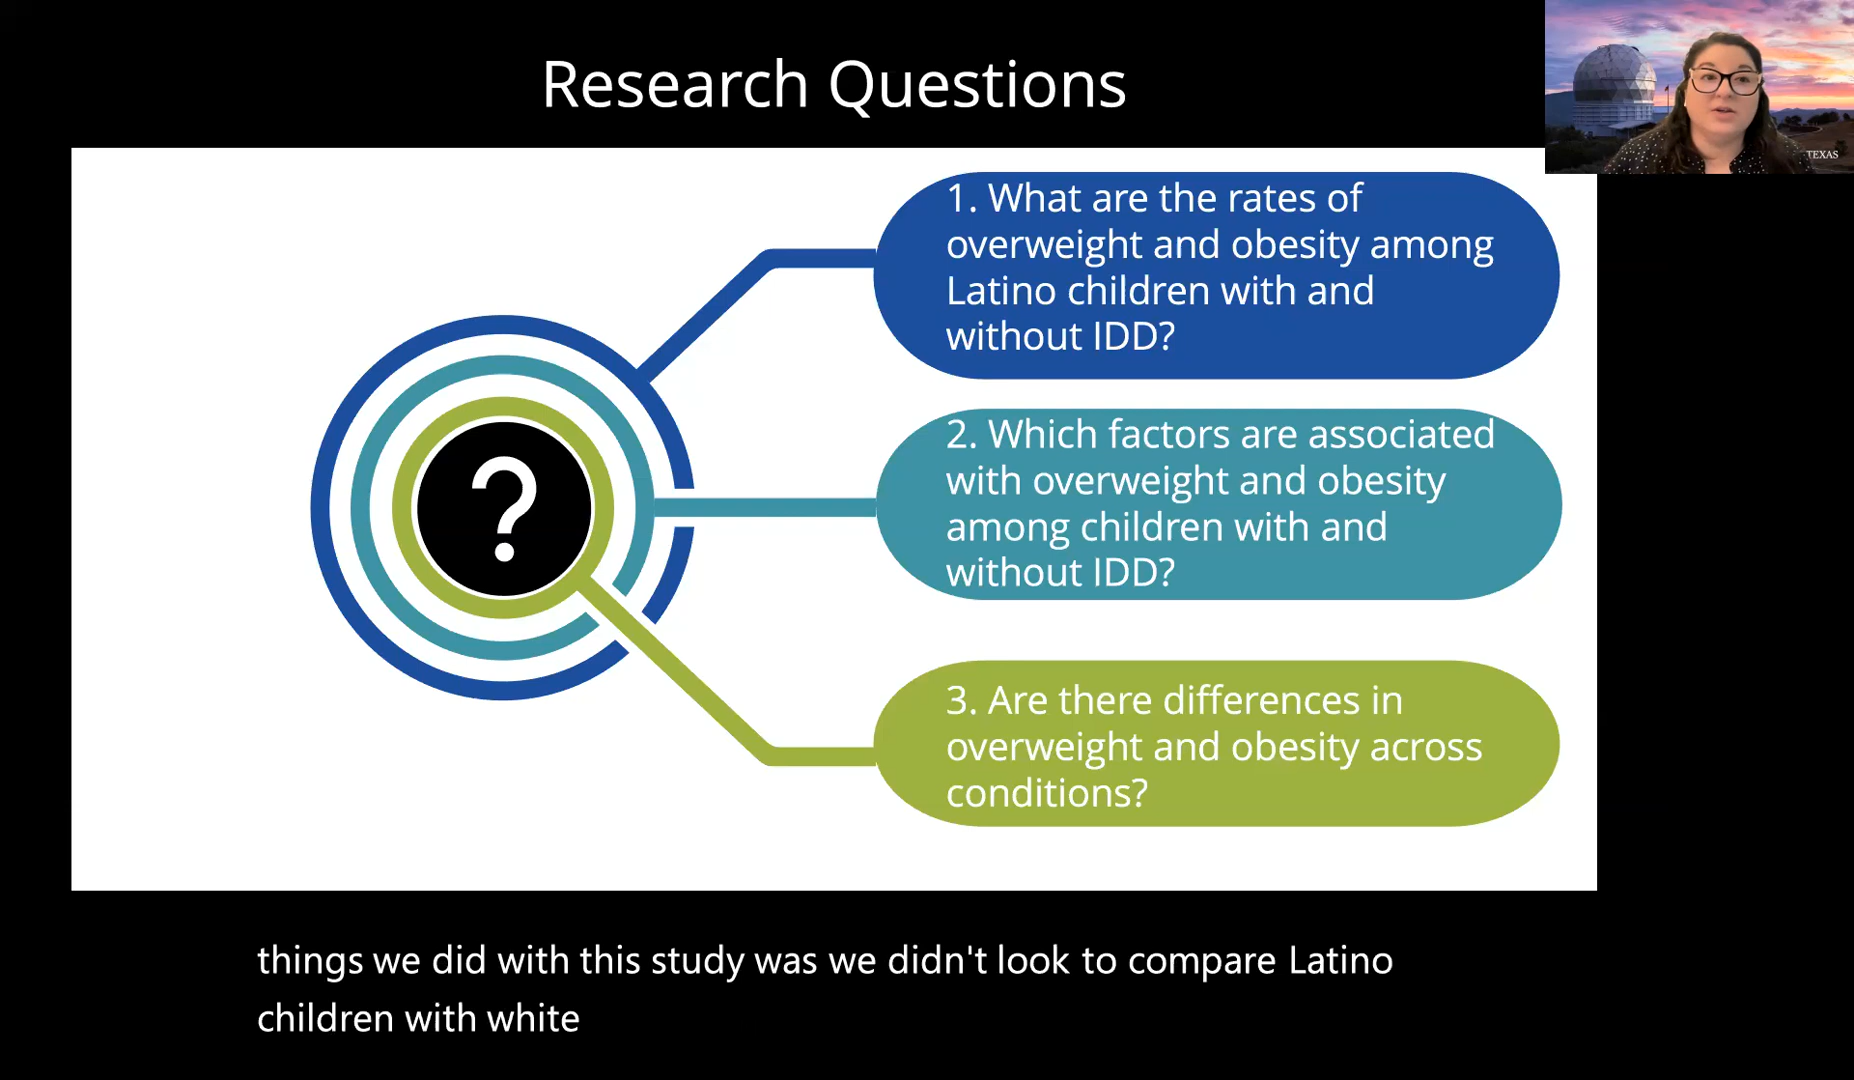 Research Questions
TEXAS
1. What are the rates of
overweight and obesity among
Latino children with and
without IDD?
?
2. Which factors are associated
with overweight and obesity
among children with and
without IDD?
3. Are there differences in
overweight and obesity across
conditions?
things we did with this study was we didn't look to compare Latino
children with white